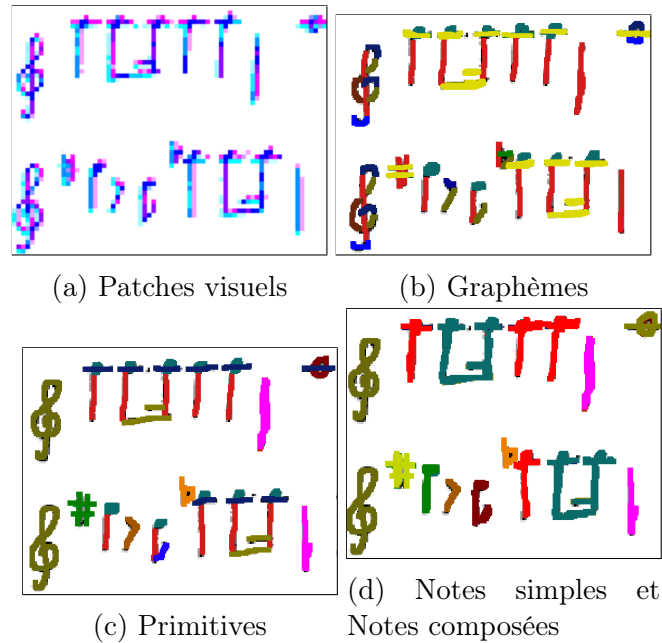 (a) Patches visuels
(b) Graphèmes
(c) Primitives
(d) Notes simples et
Notes composées